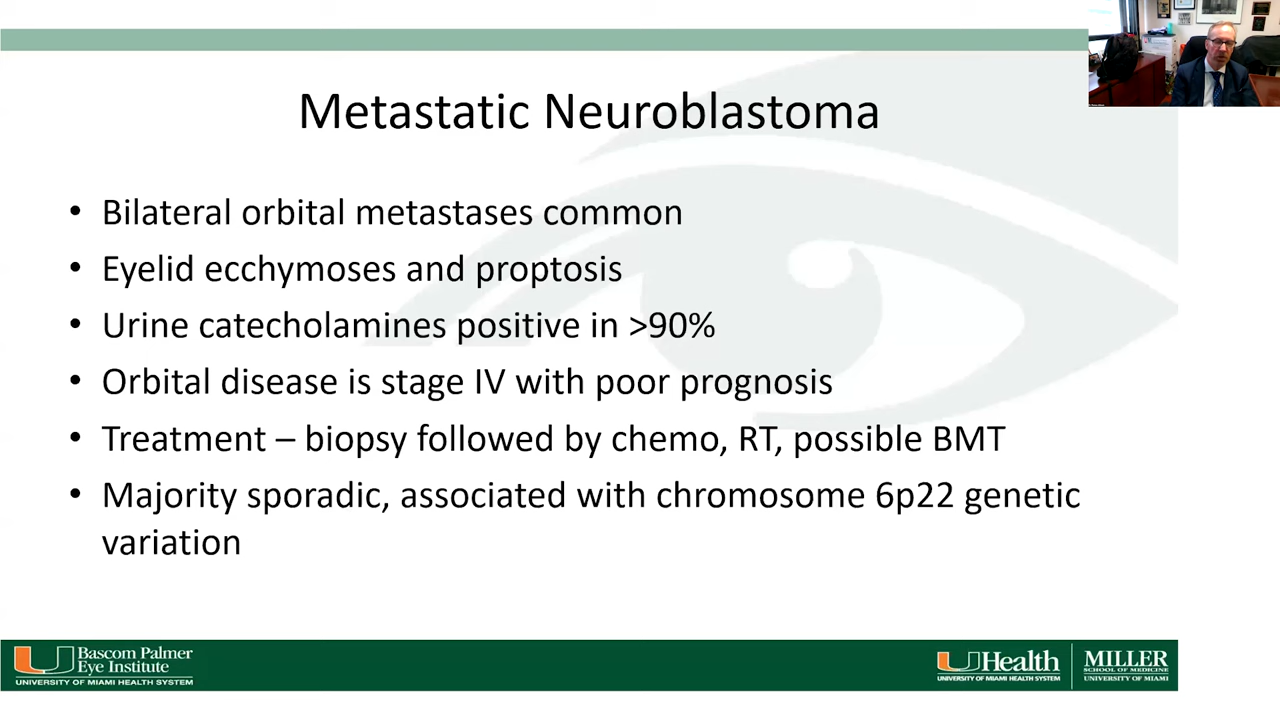 Metastatic Neuroblastoma
• Bilateral orbital metastases common
• Eyelid ecchymoses and proptosis
• Urine catecholamines positive in >90%
• Orbital disease is stage IV with poor prognosis
• Treatment – biopsy followed by chemo, RT, possible BMT
• Majority sporadic, associated with chromosome 6p22 genetic
variation
Bascom Palmer
Eye Institute
UNIVERSITY OF MIAMI HEALTH SYSTEM
UHealth
UNIVERSITY OF MIAMI HEALTH SYSTEM
MILLER
SCHOOL OF MEDICINE
UNIVERSITY OF MIAMI